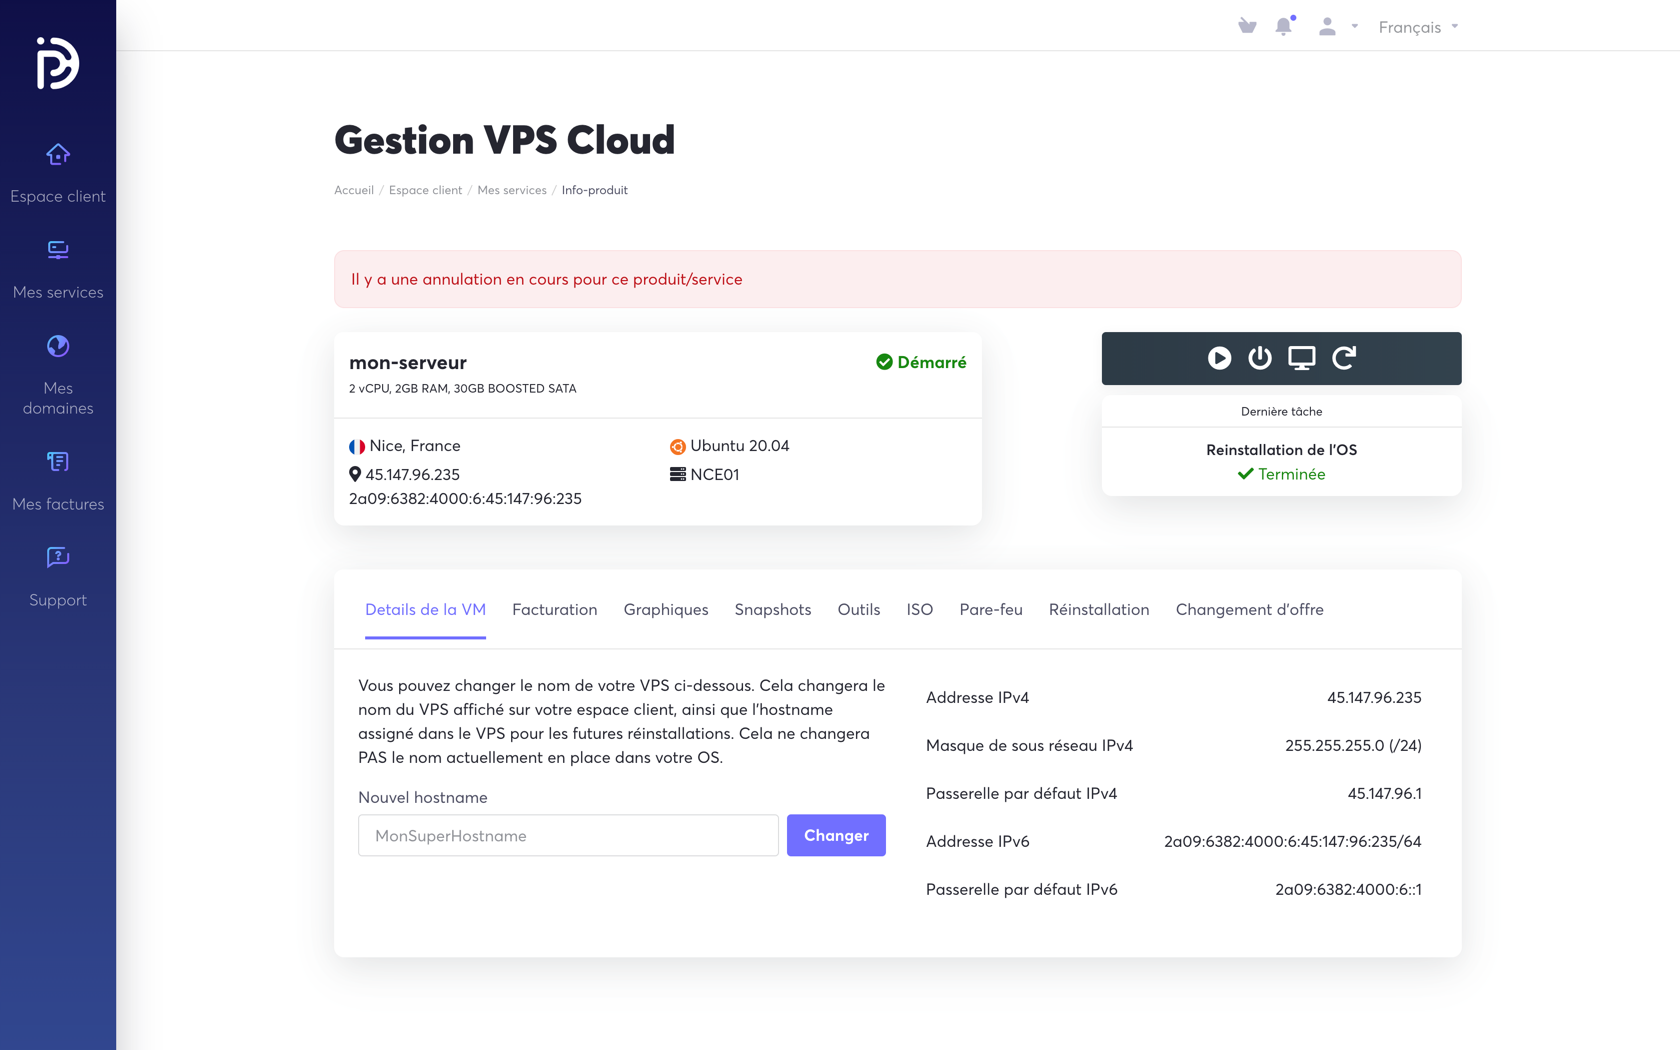 Français
Espace client
Mes services
Mes
domaines
Mes factures
Support
Gestion VPS Cloud
Accueil / Espace client / Mes services / Info-produit
Il y a une annulation en cours pour ce produit/service
mon-serveur
Démarré
2 vCPU, 2GB RAM, 30GB BOOSTED SATA
Nice, France
Ubuntu 20.04
45.147.96.235
NCE01
2a09:6382:4000:6:45:147:96:235
Dernière tâche
Reinstallation de l'OS
Terminée
Details de la VM Facturation Graphiques Snapshots Outils ISO Pare-feu Réinstallation Changement d'offre
Vous pouvez changer le nom de votre VPS ci-dessous. Cela changera le
nom du VPS affiché sur votre espace client, ainsi que l'hostname
assigné dans le VPS pour les futures réinstallations. Cela ne changera
PAS le nom actuellement en place dans votre OS.
Nouvel hostname
MonSuperHostname
Changer
Addresse IPv4 45.147.96.235
Masque de sous réseau IPv4 255.255.255.0 (/24)
Passerelle par défaut IPv4 45.147.96.1
Addresse IPv6 2a09:6382:4000:6:45:147:96:235/64
Passerelle par défaut IPv6 2a09:6382:4000:6::1